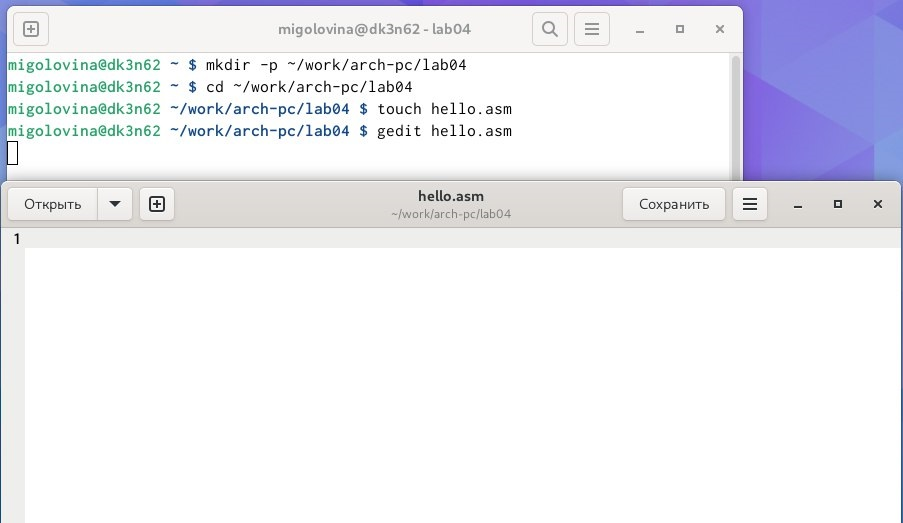 migolovina@dk3n62 - lab04
migolovina@dk3n62 ~ $ mkdir -p ~/work/arch-pc/lab04
migolovina@dk3n62 ~ $ cd ~/work/arch-pc/lab04
migolovina@dk3n62 ~/work/arch-pc/lab04 $ touch hello.asm
migolovina@dk3n62 ~/work/arch-pc/lab04 $ gedit hello.asm
Открыть
hello.asm
~/work/arch-pc/lab04
Сохранить
1